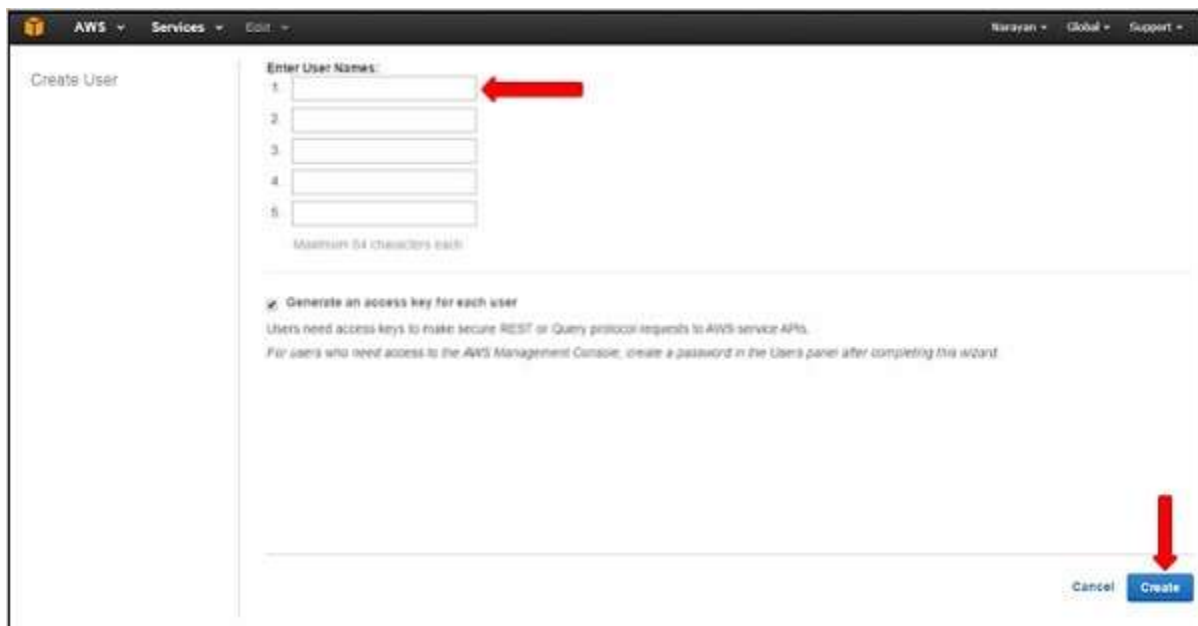 AWS Services Edit Narayan Global Support
Create User
Enter User Names:
1.
2.
3.
4.
5.
Maximum 64 characters each
Generate an access key for each user
Users need access keys to make secure REST or Query protocol requests to AWS service APIs.
For users who need access to the AWS Management Console, create a password in the Users panel after completing this wizard.
Cancel Create